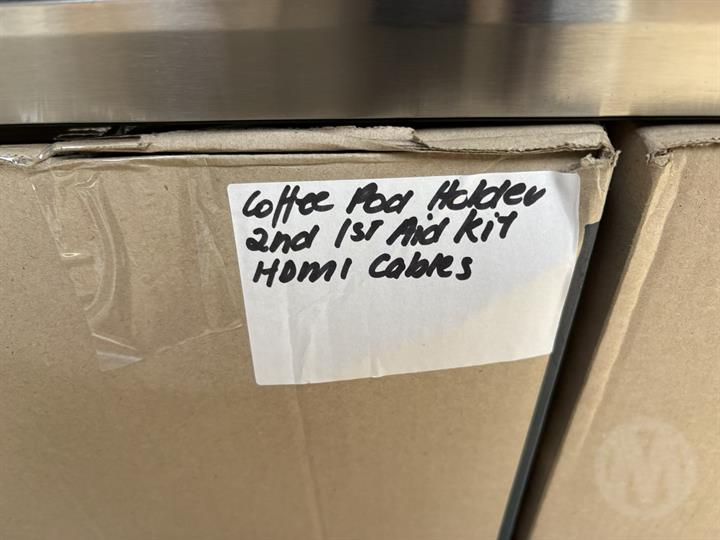 Coffee Pod Holder
2nd 1st Aid Kit
HDMI Cables